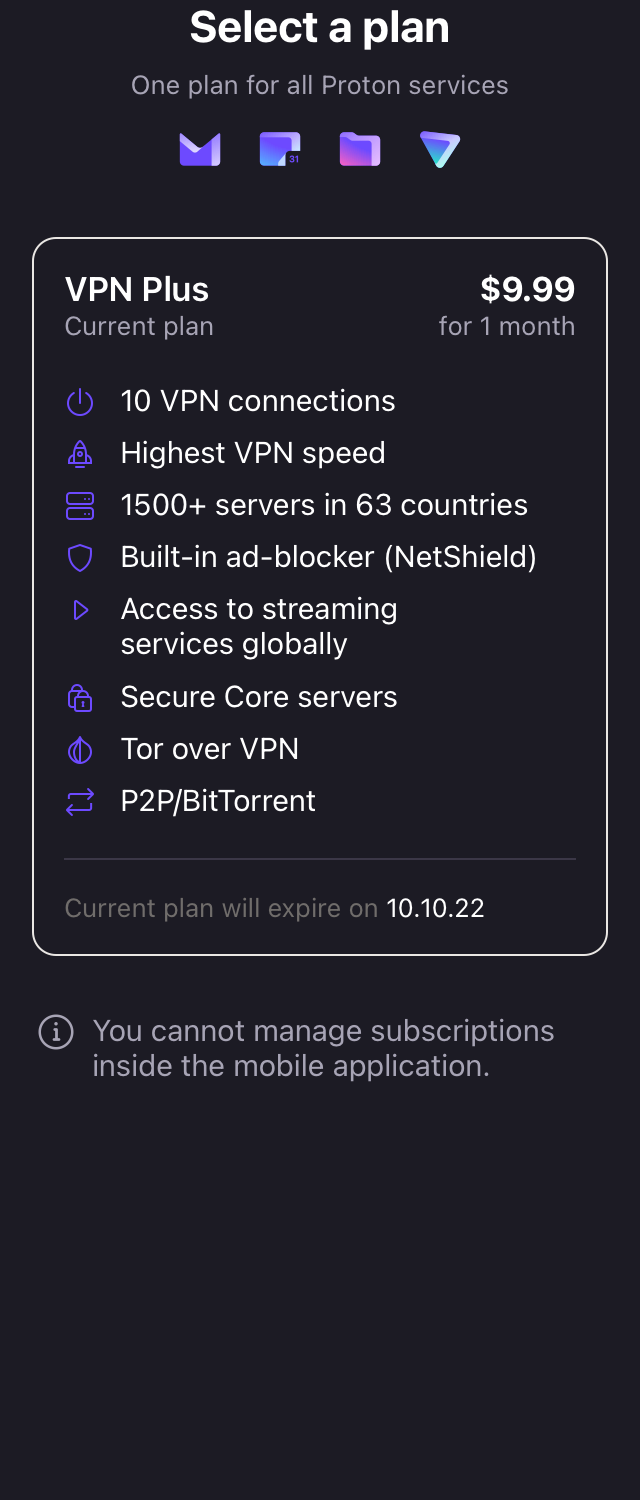 Select a plan
One plan for all Proton services
31
VPN Plus
$9.99
Current plan
for 1 month
10 VPN connections
Highest VPN speed
1500+ servers in 63 countries
Built-in ad-blocker (NetShield)
Access to streaming
services globally
Secure Core servers
Tor over VPN
P2P/BitTorrent
Current plan will expire on 10.10.22
You cannot manage subscriptions
inside the mobile application.